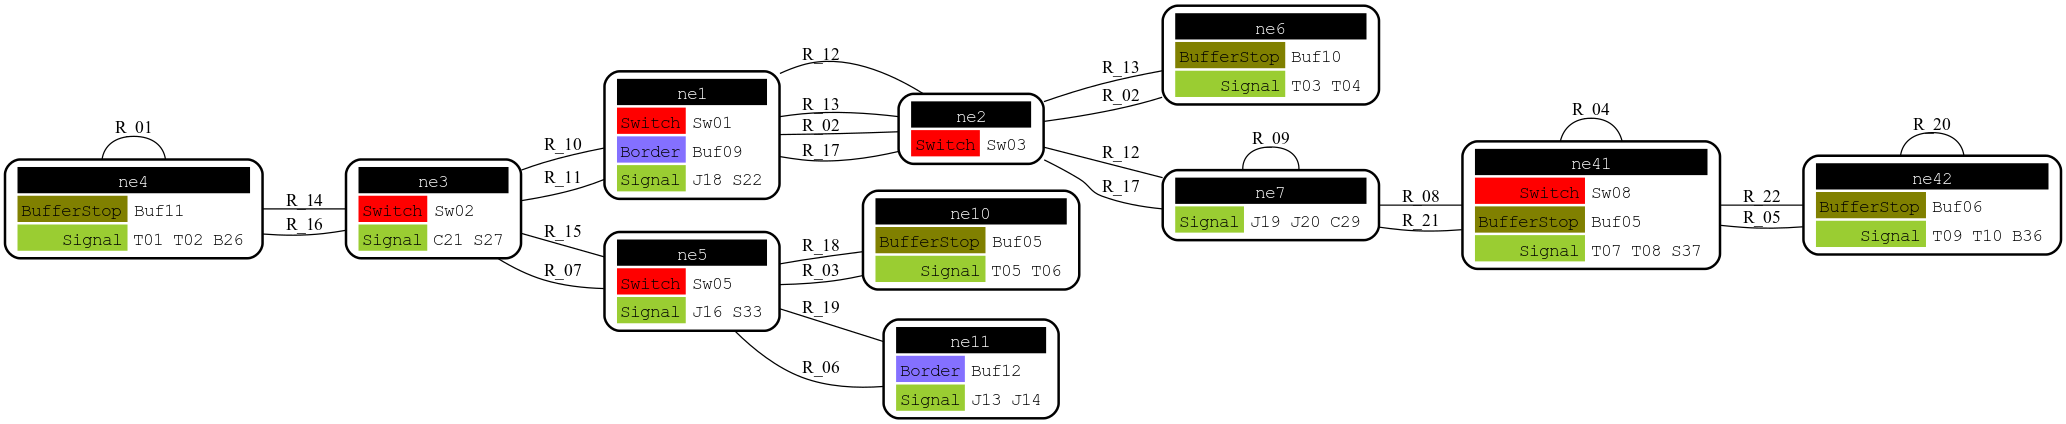 R_01
ne4
BufferStop Buf11
Signal T01 T02 B26
R_14
R_16
ne3
Switch Sw02
Signal C21 S27
R_10
R_11
R_15
R_07
ne1
Switch Sw01
Border Buf09
Signal J18 S22
ne5
Switch Sw05
Signal J16 S33
R_12
R_13
R_02
R_17
R_18
R_03
R_19
R_06
ne2
Switch Sw03
ne10
BufferStop Buf05
Signal T05 T06
ne11
Border Buf12
Signal J13 J14
R_13
R_02
R_12
R_17
ne6
BufferStop Buf10
Signal T03 T04
R_09
ne7
Signal J19 J20 C29
R_08
R_21
R_04
ne41
Switch Sw08
BufferStop Buf05
Signal T07 T08 S37
R_22
R_05
R_20
ne42
BufferStop Buf06
Signal T09 T10 B36